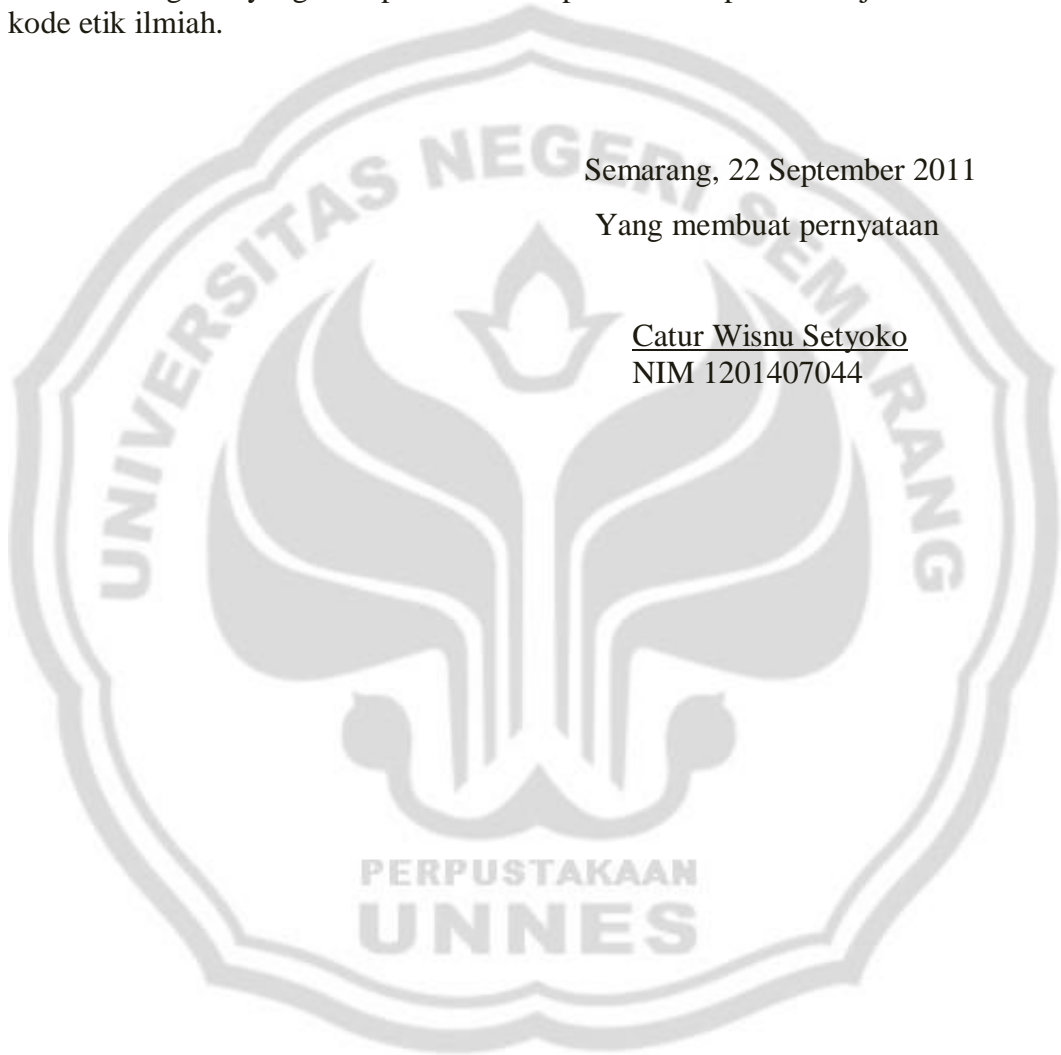 kode etik ilmiah.
Semarang, 22 September 2011
Yang membuat pernyataan
Catur Wisnu Setyoko
NIM 1201407044
UNIVERSITAS NEGERI SEMARANG
PERPUSTAKAAN
UNNES